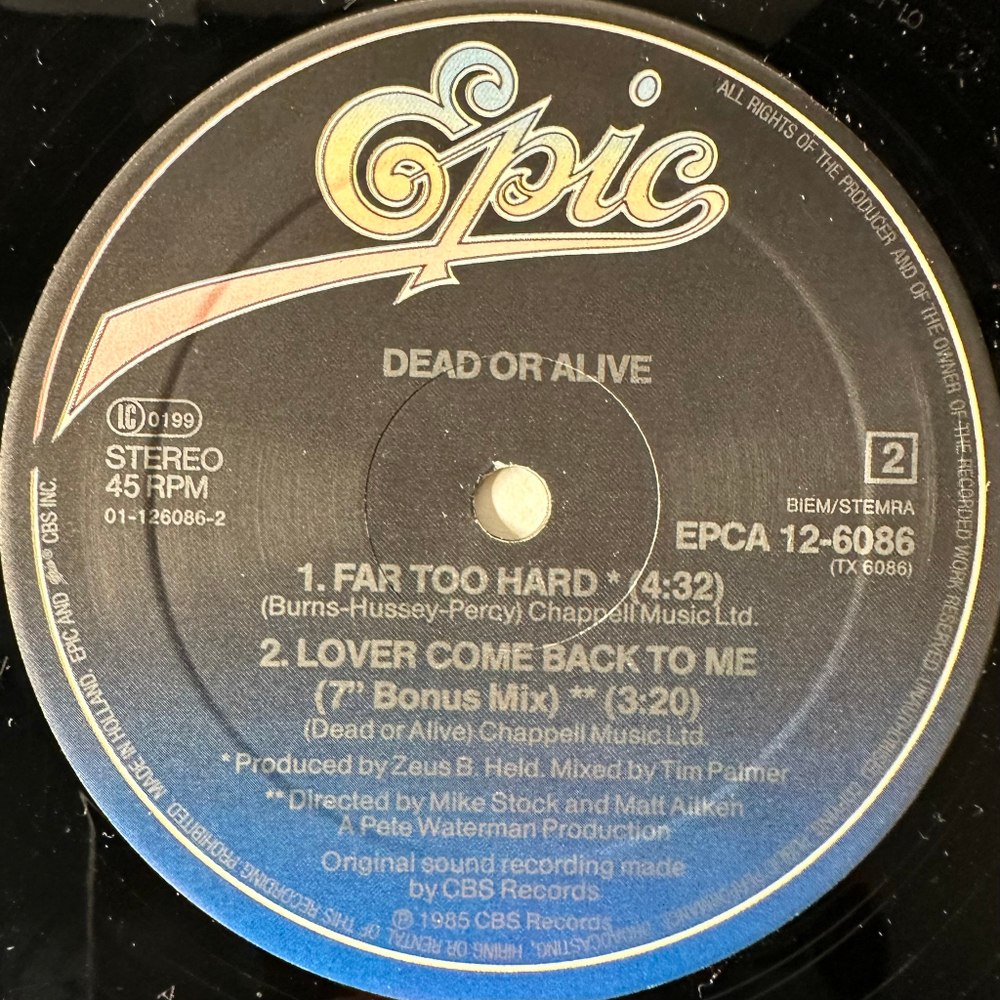 Epic
DEAD OR ALIVE
LC 0199
STEREO
45 RPM
01-126086-2
2
BIEM/STEMRA
EPCA 12-6086
(TX 6086)
1. FAR TOO HARD * (4:32)
(Burns-Hussey-Percy) Chappell Music Ltd.
2. LOVER COME BACK TO ME
(7" Bonus Mix) ** (3:20)
(Dead or Alive) Chappell Music Ltd.
* Produced by Zeus B. Held. Mixed by Tim Palmer
** Directed by Mike Stock and Matt Aitken
A Pete Waterman Production
Original sound recording made
by CBS Records
℗ 1985 CBS Records
ALL RIGHTS OF THE PRODUCER AND OF THE OWNER OF THE RECORDED WORK RESERVED. UNAUTHORISED COPYING, PUBLIC PERFORMANCE, BROADCASTING, HIRING OR RENTAL OF THIS RECORDING PROHIBITED. MADE IN HOLLAND. EPIC AND Epic ® CBS INC.